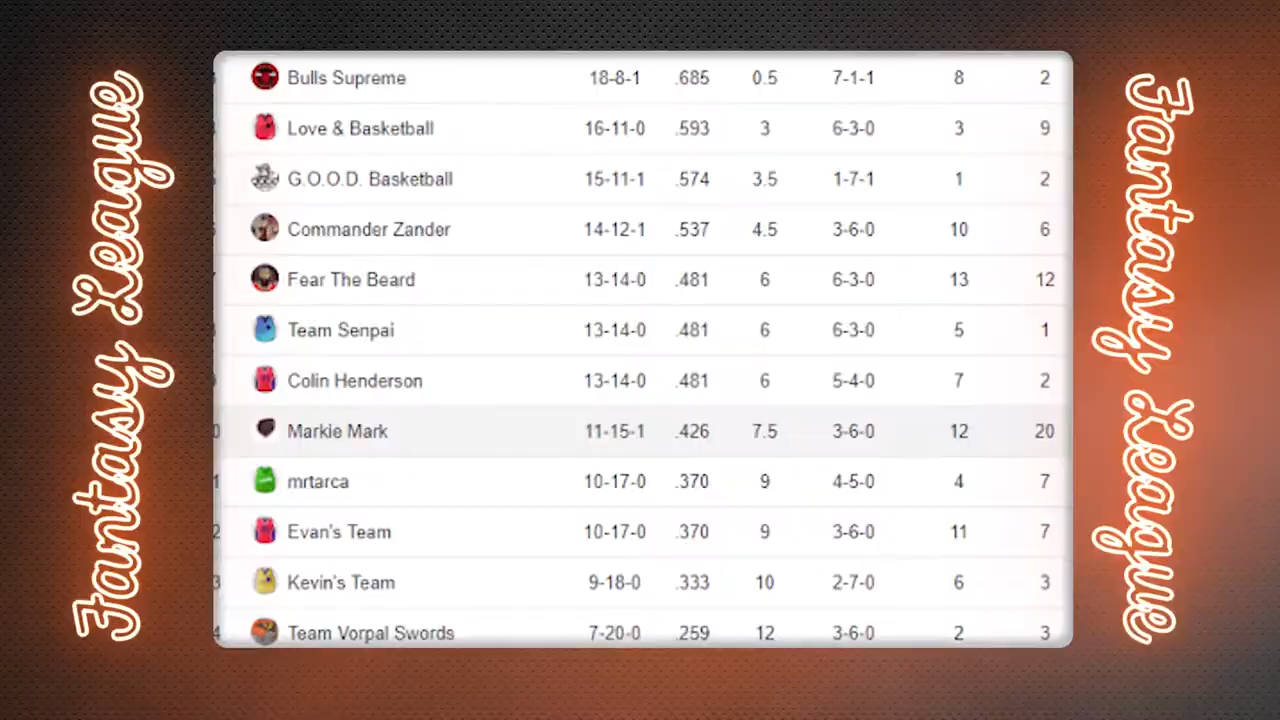 Fantasy League
Bulls Supreme 18-8-1 .685 0.5 7-1-1 8 2
Love & Basketball 16-11-0 .593 3 6-3-0 3 9
G.O.O.D. Basketball 15-11-1 .574 3.5 1-7-1 1 2
Commander Zander 14-12-1 .537 4.5 3-6-0 10 6
Fear The Beard 13-14-0 .481 6 6-3-0 13 12
Team Senpai 13-14-0 .481 6 6-3-0 5 1
Colin Henderson 13-14-0 .481 6 5-4-0 7 2
0 Markie Mark 11-15-1 .426 7.5 3-6-0 12 20
1 mrtarca 10-17-0 .370 9 4-5-0 4 7
2 Evan's Team 10-17-0 .370 9 3-6-0 11 7
3 Kevin's Team 9-18-0 .333 10 2-7-0 6 3
4 Team Vorpal Swords 7-20-0 .259 12 3-6-0 2 3
Fantasy League